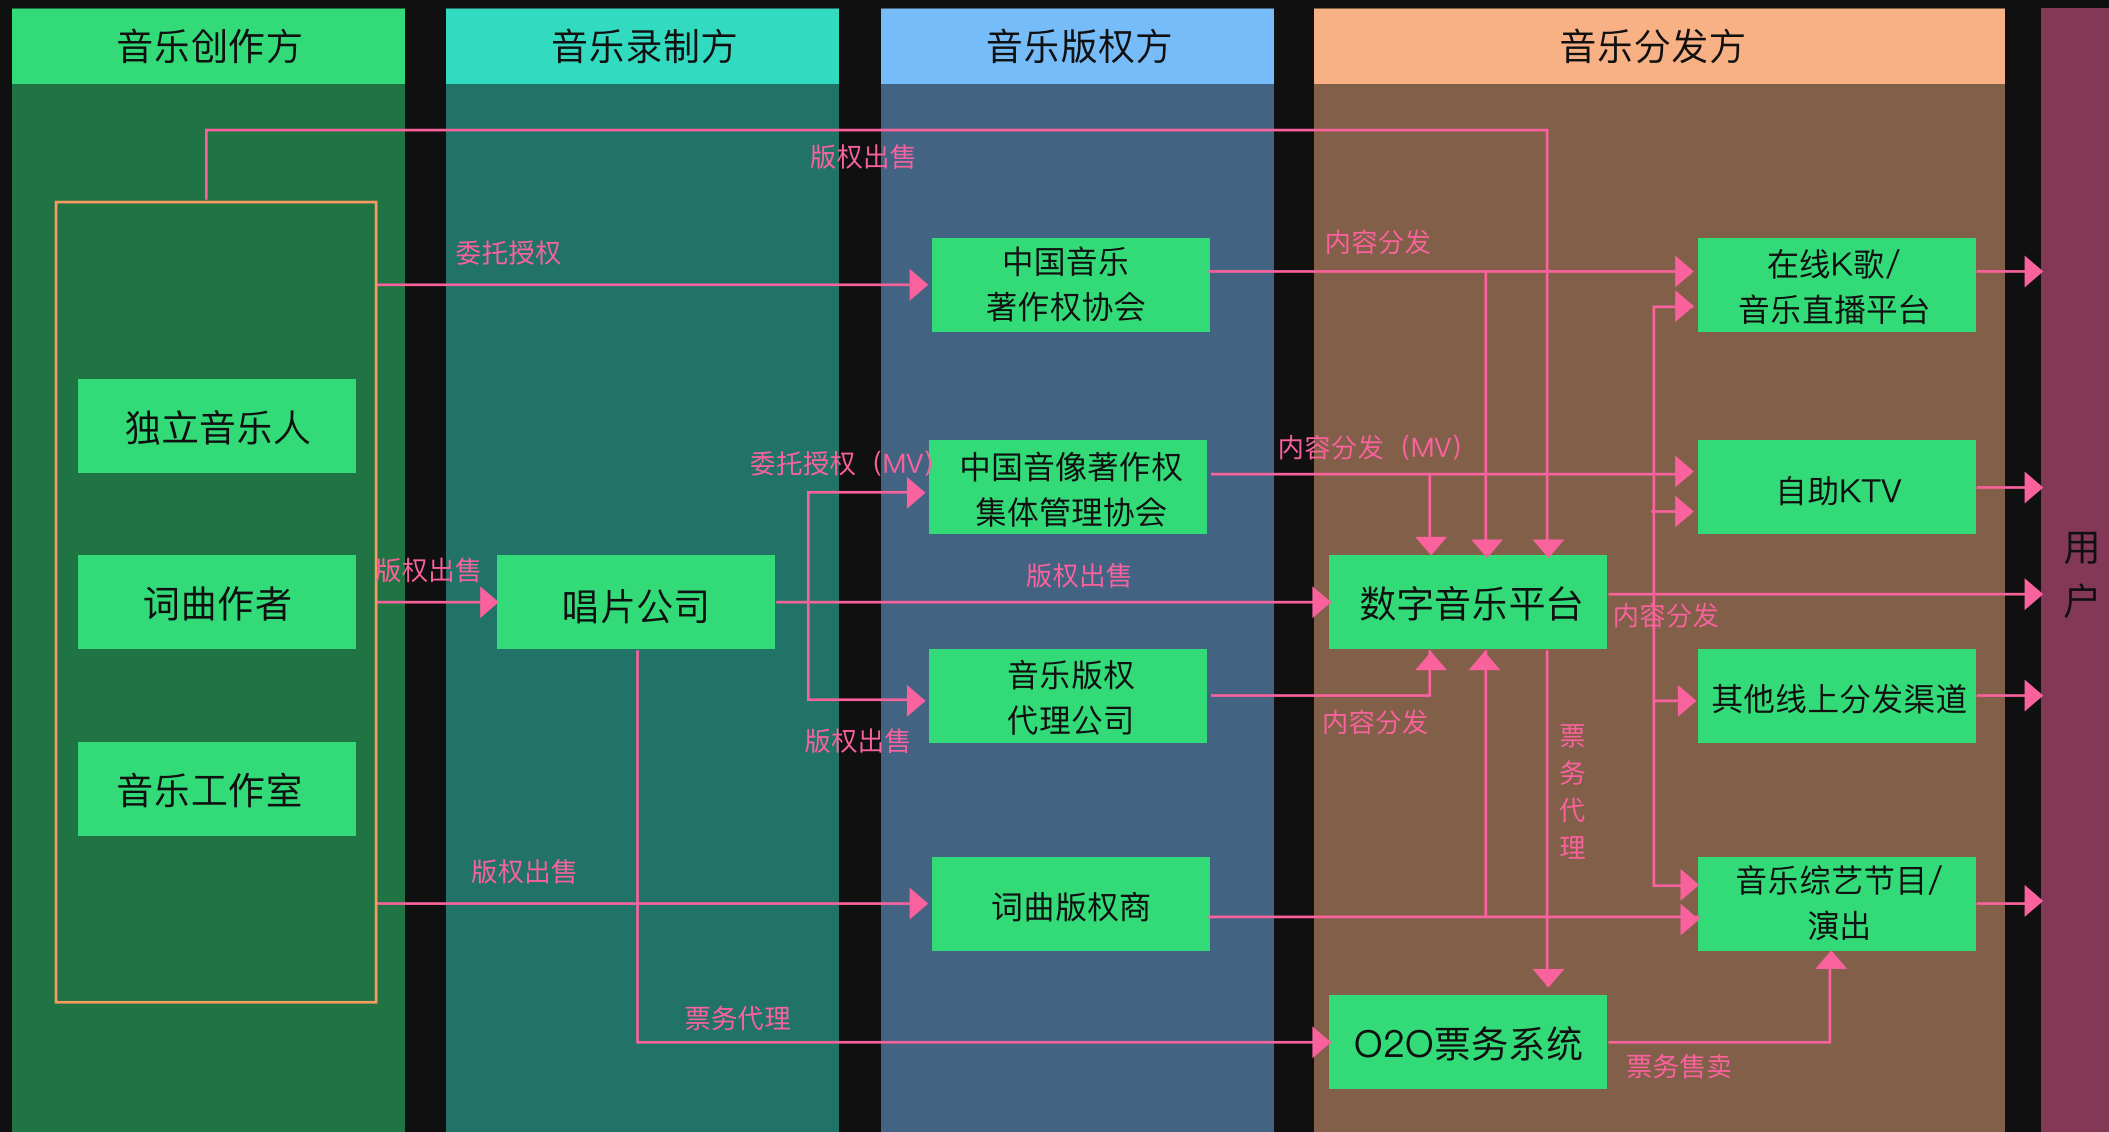 音乐创作方
音乐录制方
音乐版权方
音乐分发方
版权出售
委托授权
中国音乐
著作权协会
内容分发
在线K歌/
音乐直播平台
独立音乐人
委托授权（MV）
中国音像著作权
集体管理协会
内容分发（MV）
自助KTV
用
户
词曲作者
版权出售
唱片公司
版权出售
数字音乐平台
内容分发
音乐版权
代理公司
版权出售
内容分发
其他线上分发渠道
票
务
代
理
音乐工作室
版权出售
词曲版权商
音乐综艺节目/
演出
票务代理
O2O票务系统
票务售卖